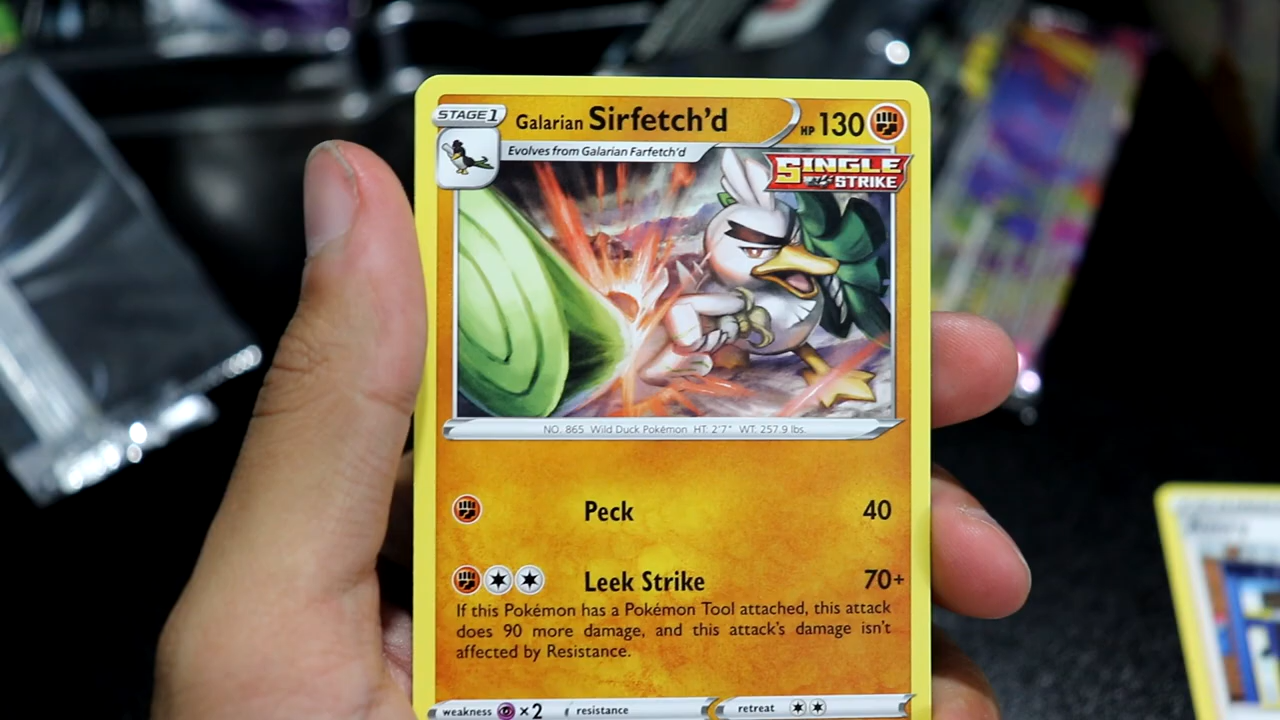 STAGE 1 Galarian Sirfetch'd HP 130
Evolves from Galarian Farfetch'd
SINGLE
STRIKE
NO. 865 Wild Duck Pokémon HT: 2'7" WT: 257.9 lbs.
Peck 40
Leek Strike 70+
If this Pokémon has a Pokémon Tool attached, this attack
does 90 more damage, and this attack's damage isn't
affected by Resistance.
weakness ×2 resistance retreat